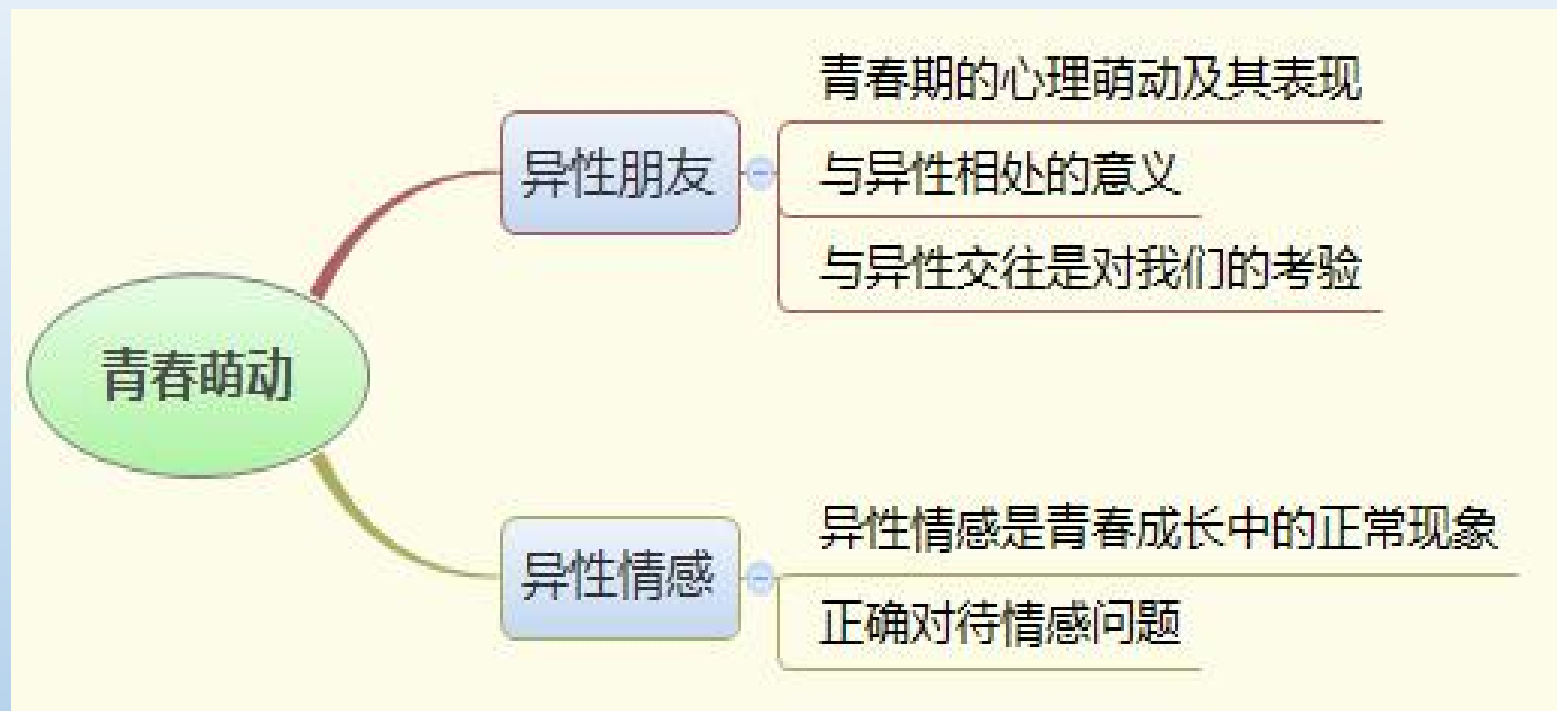 青春萌动
异性朋友
青春期的心理萌动及其表现
与异性相处的意义
与异性交往是对我们的考验
异性情感
异性情感是青春成长中的正常现象
正确对待情感问题